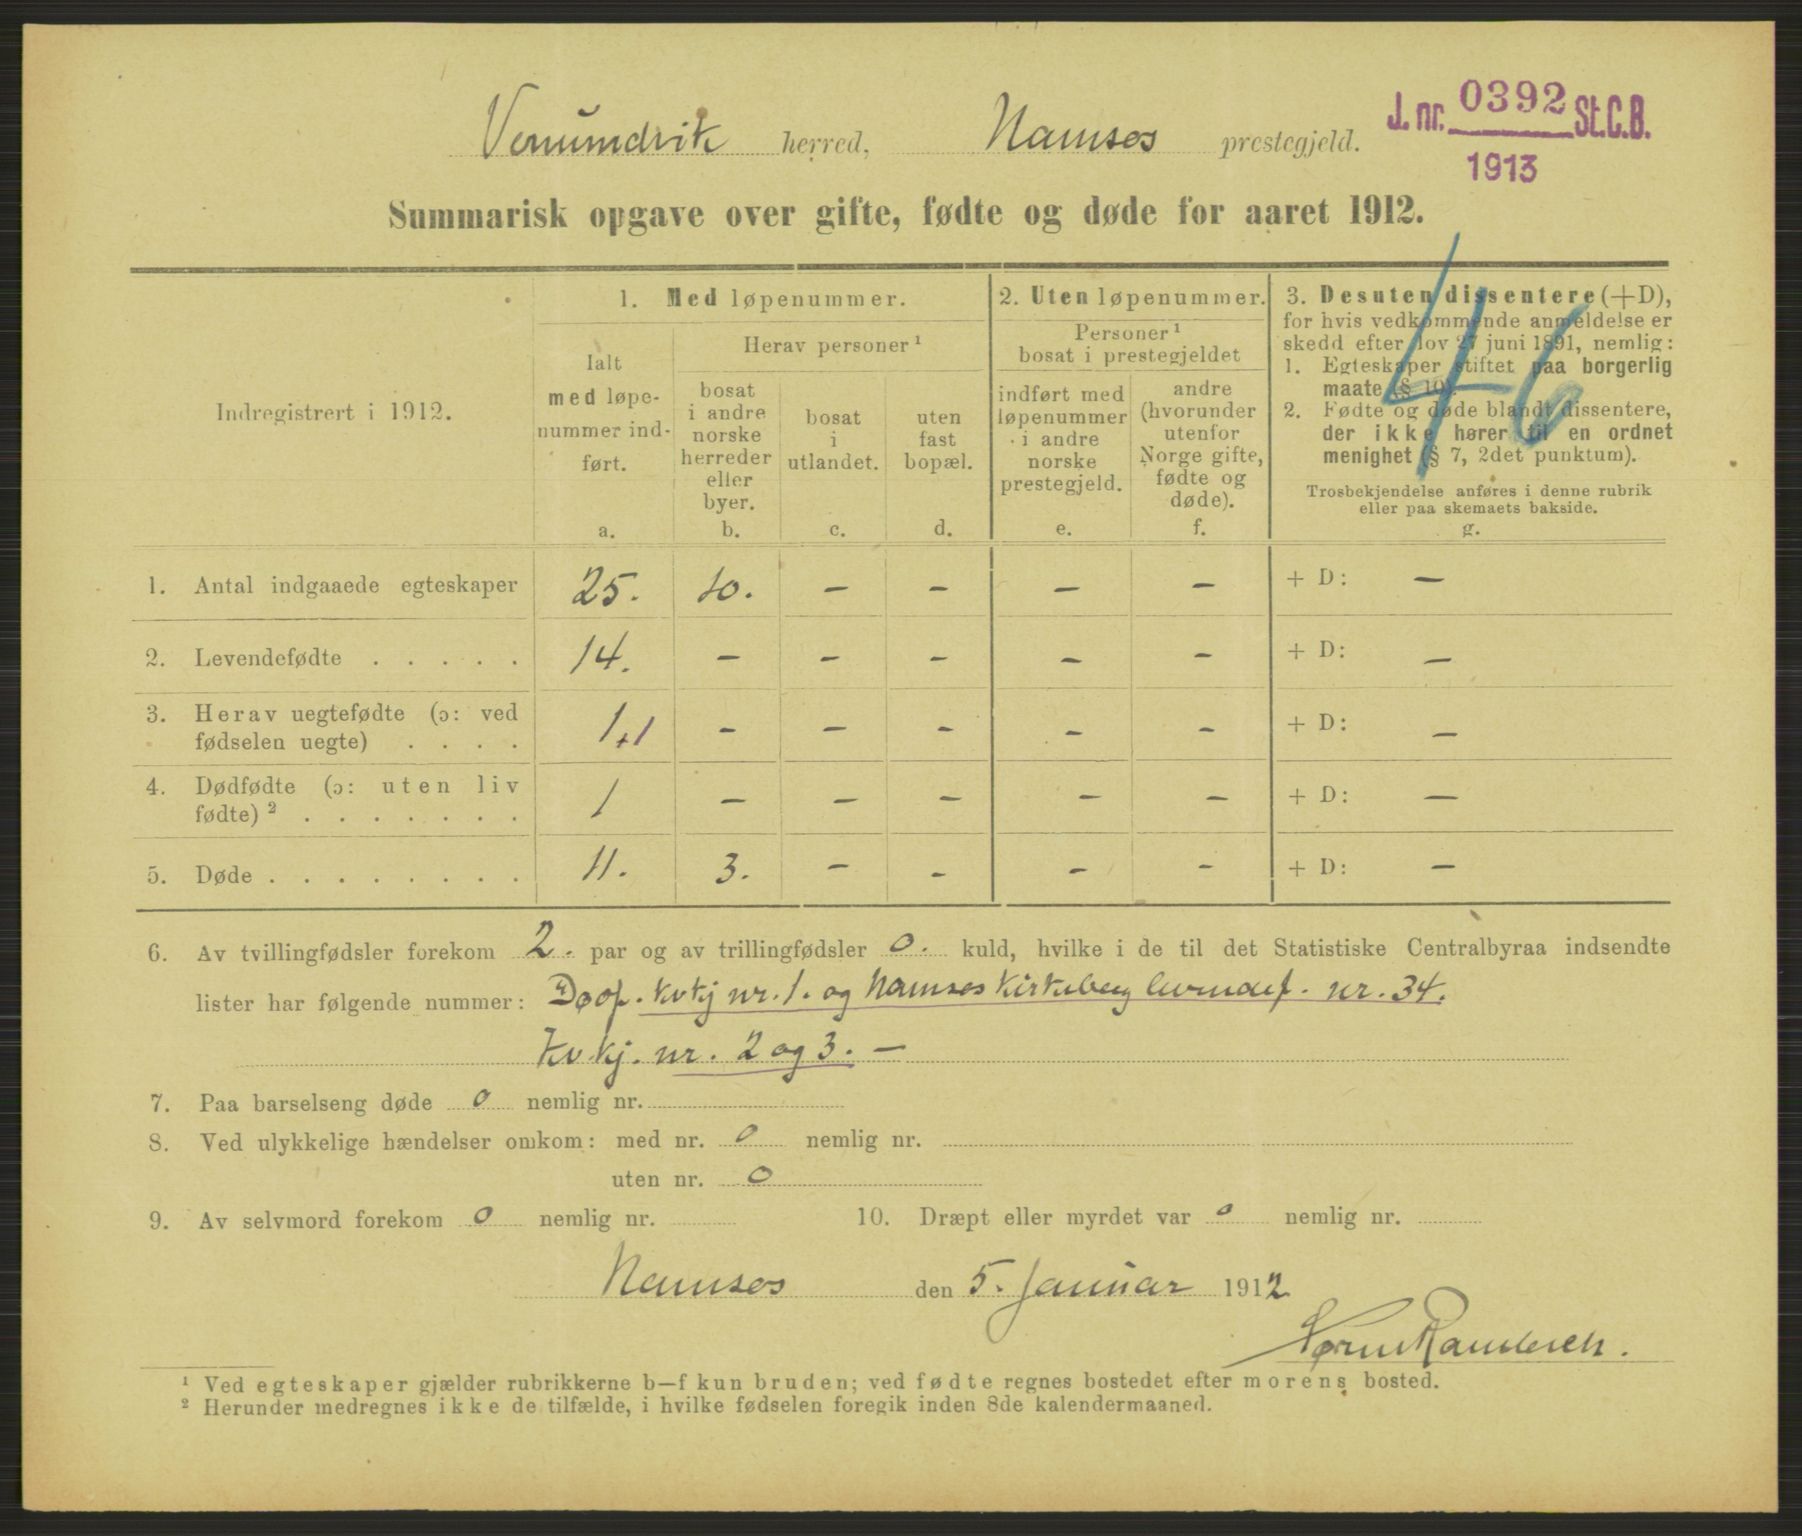 Vemundvik herred, Namsos prestegjeld.
J. nr. 0392 St.C.B.
1913
Summarisk opgave over gifte, fødte og døde for aaret 1912.
46
Indregistrert i 1912.
1. Med løpenummer.
Ialt
med løpe-
nummer ind-
ført.
a.
Herav personer ¹
bosat
i andre
norske
herreder
eller
byer.
b.
bosat
i
utlandet.
c.
uten
fast
bopæl.
d.
2. Uten løpenummer.
Personer ¹
bosat i prestegjeldet
indført med
løpenummer
i andre
norske
prestegjeld.
e.
andre
(hvorunder
utenfor
Norge gifte,
fødte og
døde).
f.
3. Desuten dissentere (+D),
for hvis vedkommende anmeldelse er
skedd efter lov 27 juni 1891, nemlig:
1. Egteskaper stiftet paa borgerlig
maate (§ 10).
2. Fødte og døde blandt dissentere,
der ikke hører til en ordnet
menighet (§ 7, 2det punktum).
Trosbekjendelse anføres i denne rubrik
eller paa skemaets bakside.
g.
1. Antal indgaaede egteskaper 25. 10. – – – – + D: –
2. Levendefødte . . . . . 14. – – – – – + D: –
3. Herav uegtefødte (ɔ: ved
fødselen uegte) . . . . 1+1 – – – – – + D: –
4. Dødfødte (ɔ: uten liv
fødte) ² . . . . . . . 1 – – – – – + D: –
5. Døde . . . . . . . . 11. 3. – – – – + D: –
6. Av tvillingfødsler forekom 2. par og av trillingfødsler 0. kuld, hvilke i de til det Statistiske Centralbyraa indsendte
lister har følgende nummer: nr. 1. og Namsos nr. 34.
nr. 2 og 3. –
7. Paa barselseng døde 0 nemlig nr.
8. Ved ulykkelige hændelser omkom: med nr. 0 nemlig nr.
uten nr. 0
9. Av selvmord forekom 0 nemlig nr.
10. Dræpt eller myrdet var 0 nemlig nr.
Namsos den 5. Januar 1912
¹ Ved egteskaper gjælder rubrikkerne b—f kun bruden; ved fødte regnes bostedet efter morens bosted.
² Herunder medregnes ikke de tilfælde, i hvilke fødselen foregik inden 8de kalendermaaned.